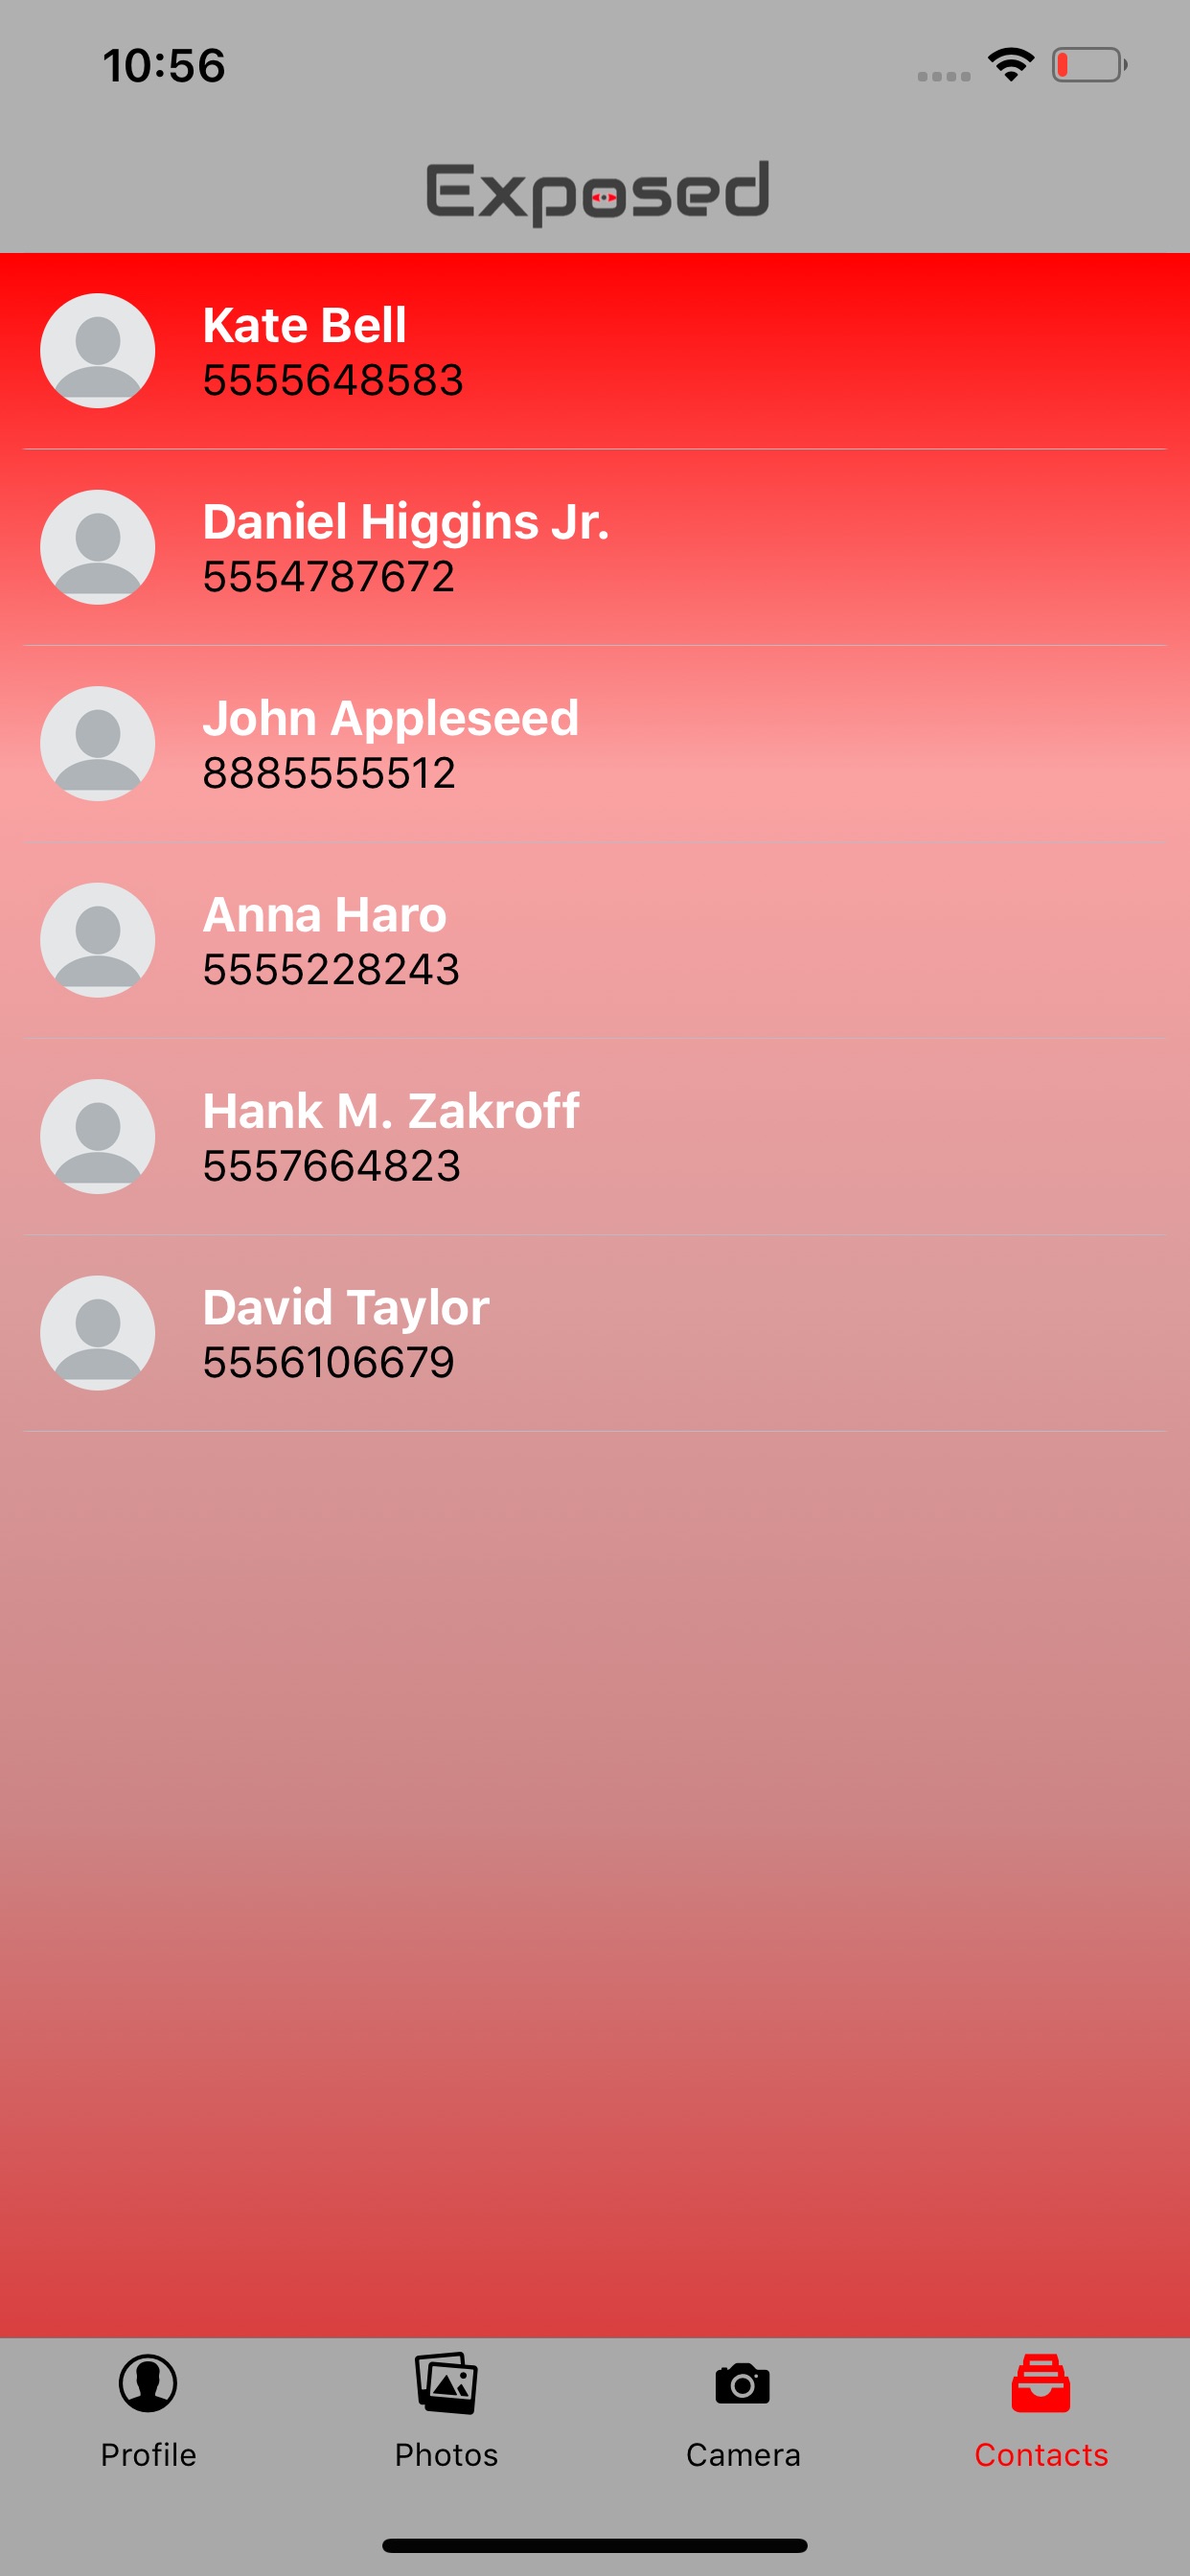 10:56
Exposed
Kate Bell
5555648583
Daniel Higgins Jr.
5554787672
John Appleseed
8885555512
Anna Haro
5555228243
Hank M. Zakroff
5557664823
David Taylor
5556106679
Profile
Photos
Camera
Contacts